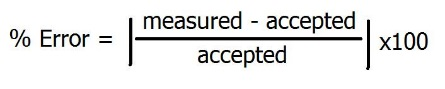 % Error = | measured - accepted / accepted | x100